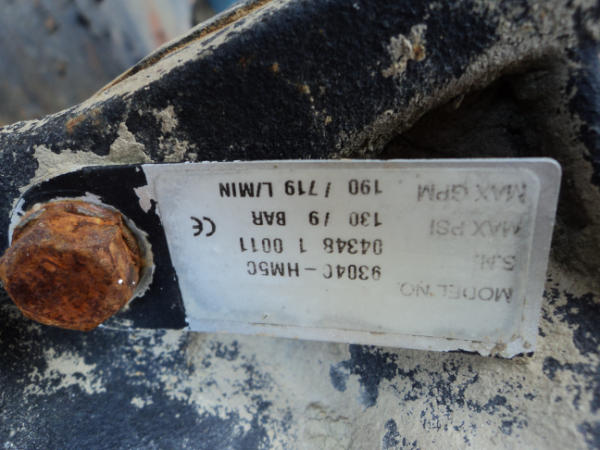 MODEL NO. 9304C-HM5C
S.N. 04348 1 0011
MAX PSI 130 /9 BAR CE
MAX GPM 190 /719 L/MIN